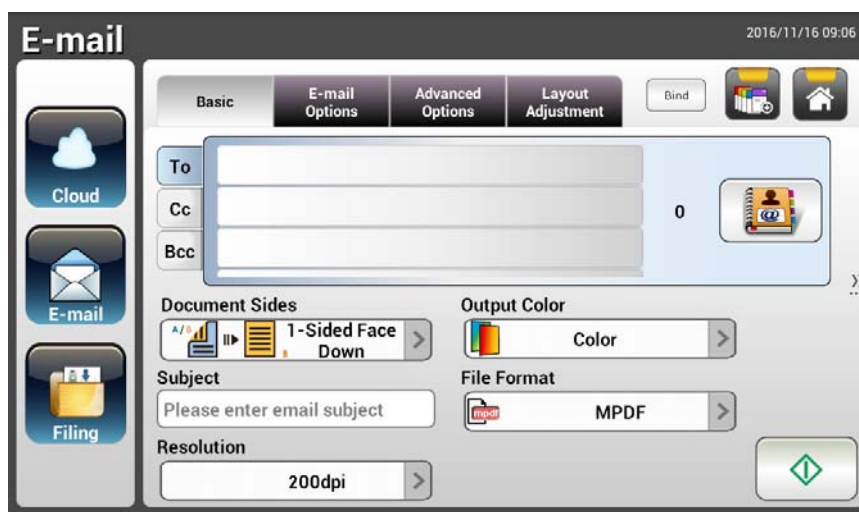 E-mail
2016/11/16 09:06
Basic
E-mail
Options
Advanced
Options
Layout
Adjustment
Bind
Cloud
E-mail
Filing
To
Cc
Bcc
0
@
Document Sides
1-Sided Face
Down
Output Color
Color
Subject
Please enter email subject
File Format
mpdf
MPDF
Resolution
200dpi